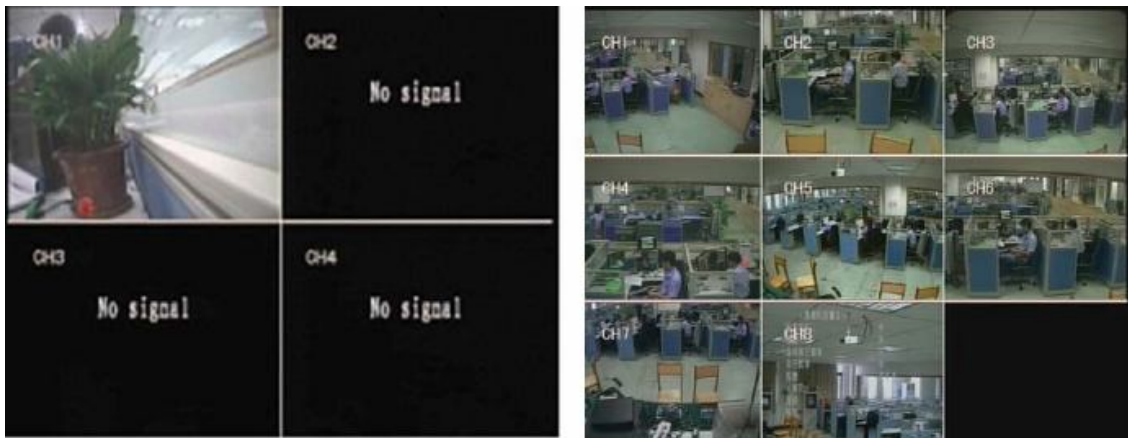 CH1
CH2
No signal
CH3
No signal
CH4
No signal
CH1
CH2
CH3
CH4
CH5
CH6
CH7
CH8